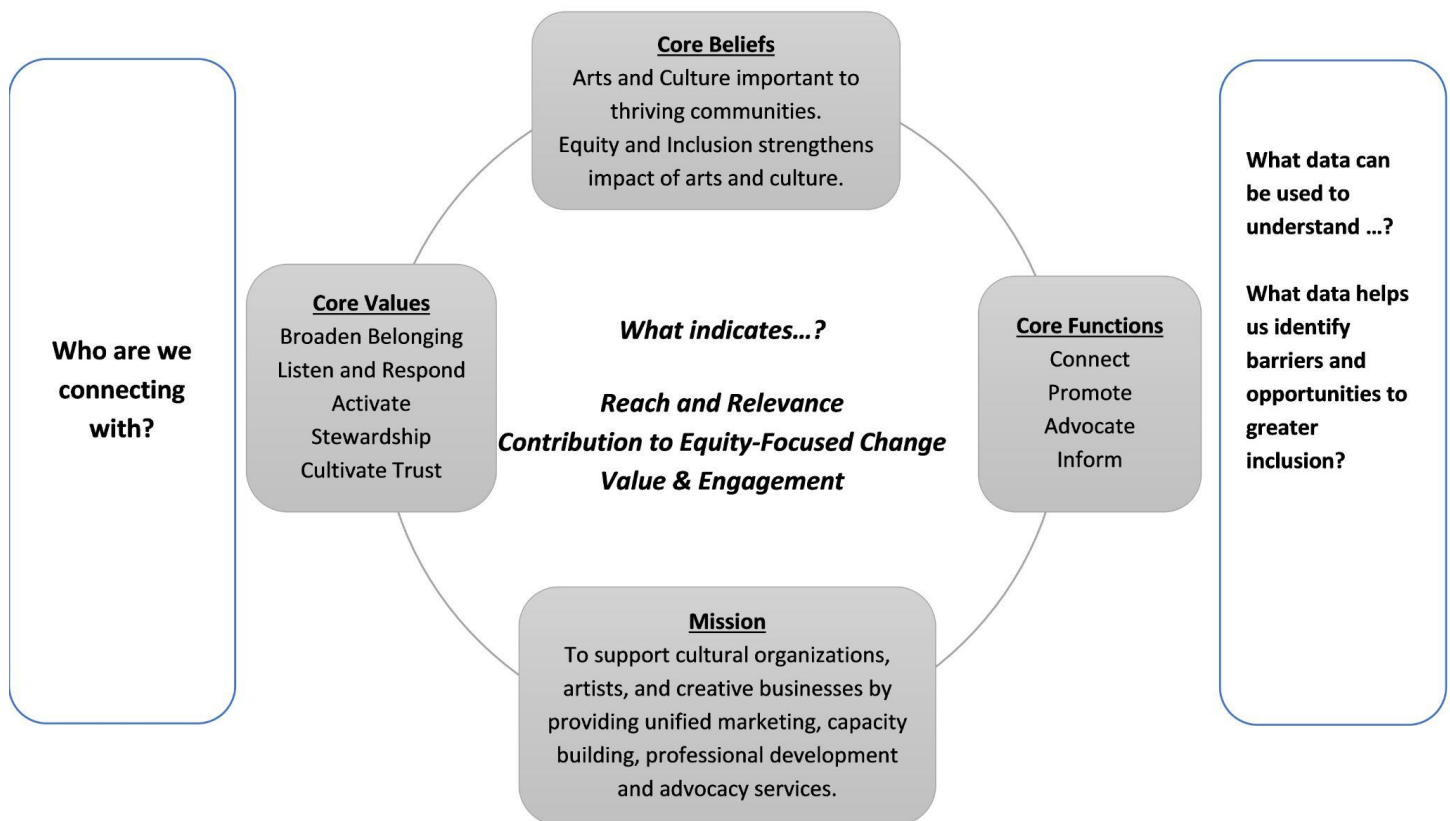 Core Beliefs
Arts and Culture important to
thriving communities.
Equity and Inclusion strengthens
impact of arts and culture.
Who are we
connecting
with?
Core Values
Broaden Belonging
Listen and Respond
Activate
Stewardship
Cultivate Trust
What indicates…?
Reach and Relevance
Contribution to Equity-Focused Change
Value & Engagement
Core Functions
Connect
Promote
Advocate
Inform
What data can
be used to
understand …?
What data helps
us identify
barriers and
opportunities to
greater
inclusion?
Mission
To support cultural organizations,
artists, and creative businesses by
providing unified marketing, capacity
building, professional development
and advocacy services.